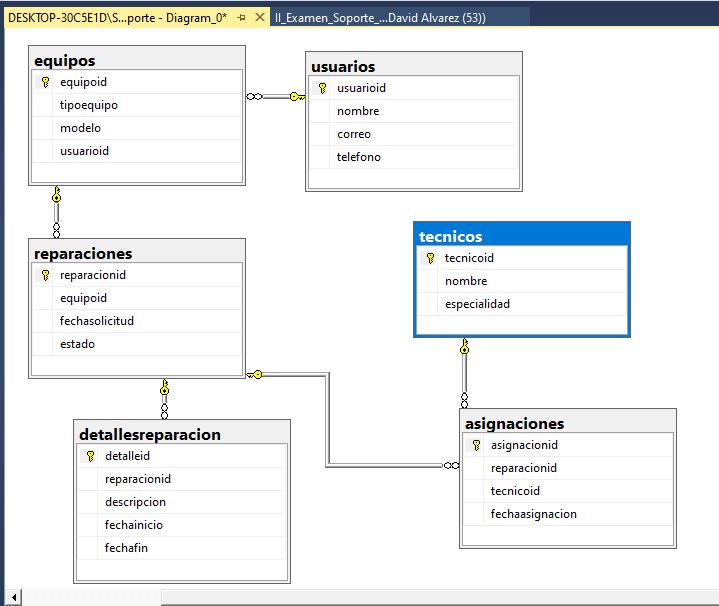 DESKTOP-30C5E1D\S...porte - Diagram_0*
II_Examen_Soporte_...David Alvarez (53))
equipos
equipoid
tipoequipo
modelo
usuarioid
usuarios
usuarioid
nombre
correo
telefono
reparaciones
reparacionid
equipoid
fechasolicitud
estado
tecnicos
tecnicoid
nombre
especialidad
detallesreparacion
detalleid
reparacionid
descripcion
fechainicio
fechafin
asignaciones
asignacionid
reparacionid
tecnicoid
fechaasignacion